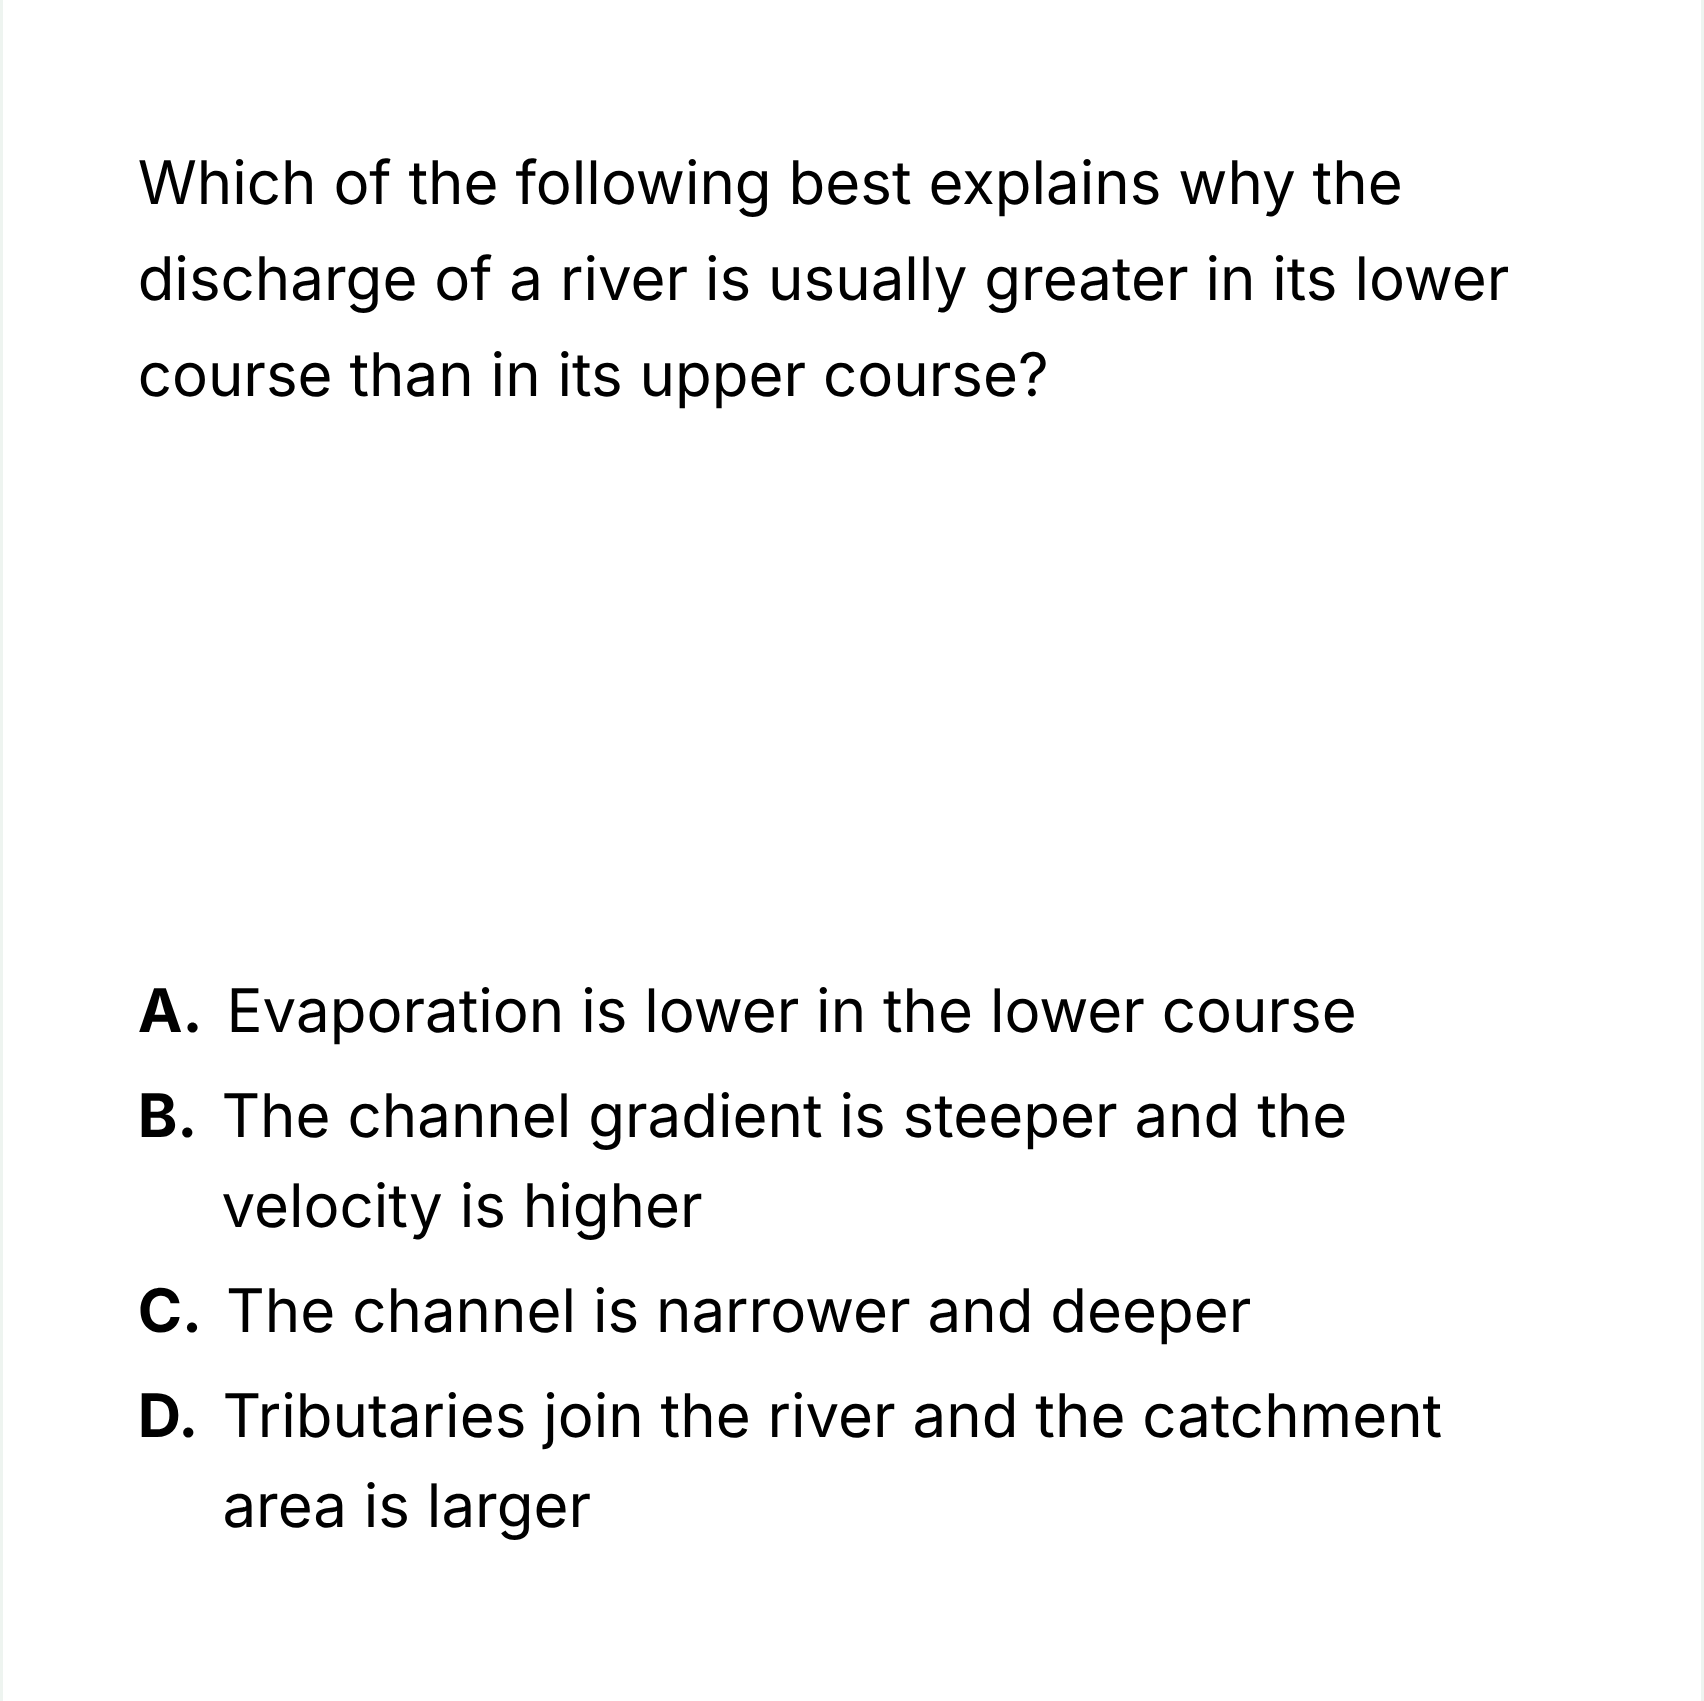 Which of the following best explains why the
discharge of a river is usually greater in its lower
course than in its upper course?
A. Evaporation is lower in the lower course
B. The channel gradient is steeper and the
velocity is higher
C. The channel is narrower and deeper
D. Tributaries join the river and the catchment
area is larger